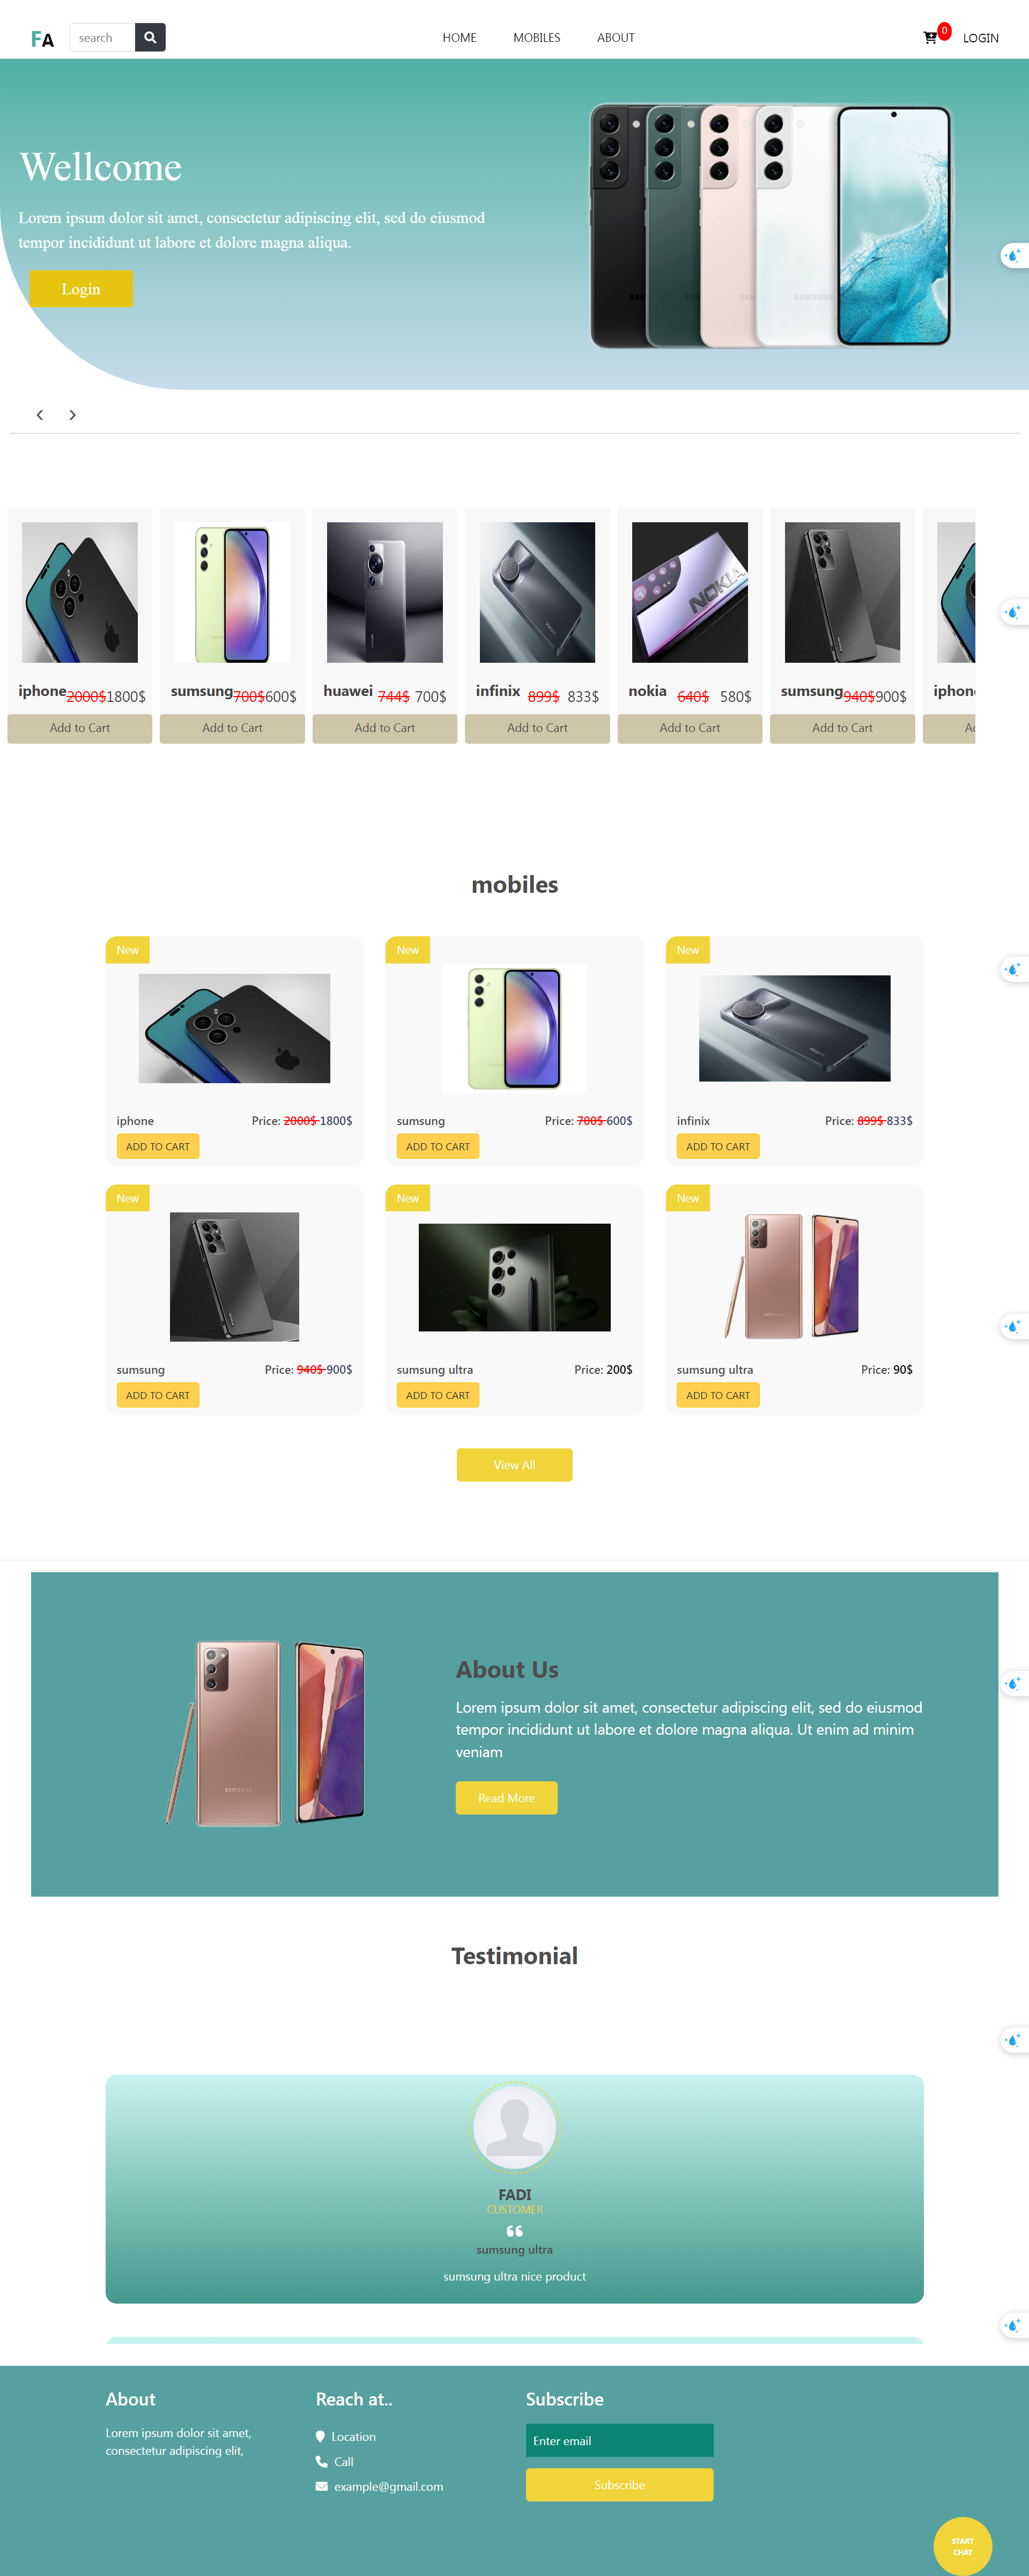 FA
search
HOME MOBILES ABOUT
0
LOGIN
Wellcome
Lorem ipsum dolor sit amet, consectetur adipiscing elit, sed do eiusmod
tempor incididunt ut labore et dolore magna aliqua.
Login
SAMSUNG
NOKIA
iphone 2000$ 1800$
sumsung 700$ 600$
huawei 744$ 700$
infinix 899$ 833$
nokia 640$ 580$
sumsung 940$ 900$
Add to Cart
Add to Cart
Add to Cart
Add to Cart
Add to Cart
Add to Cart
mobiles
New
New
New
iphone Price: 2000$ 1800$
sumsung Price: 700$ 600$
infinix Price: 899$ 833$
ADD TO CART
ADD TO CART
ADD TO CART
New
New
New
sumsung Price: 940$ 900$
sumsung ultra Price: 200$
sumsung ultra Price: 90$
ADD TO CART
ADD TO CART
ADD TO CART
View All
SAMSUNG
About Us
Lorem ipsum dolor sit amet, consectetur adipiscing elit, sed do eiusmod
tempor incididunt ut labore et dolore magna aliqua. Ut enim ad minim
veniam
Read More
Testimonial
FADI
CUSTOMER
sumsung ultra
sumsung ultra nice product
About
Lorem ipsum dolor sit amet,
consectetur adipiscing elit,
Reach at..
Location
Call
example@gmail.com
Subscribe
Enter email
Subscribe
START
CHAT